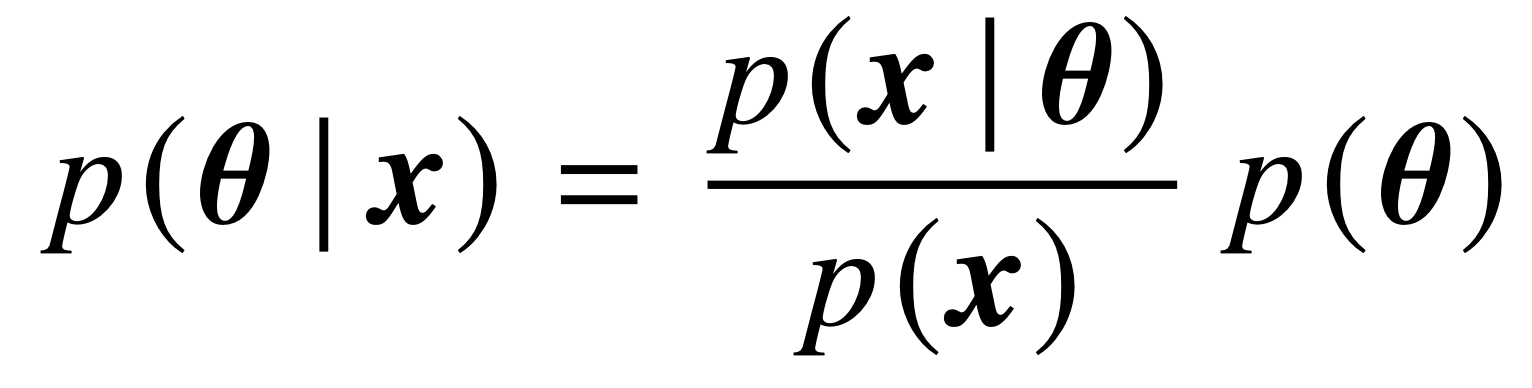 p(θ | x) = p(x | θ) / p(x) p(θ)